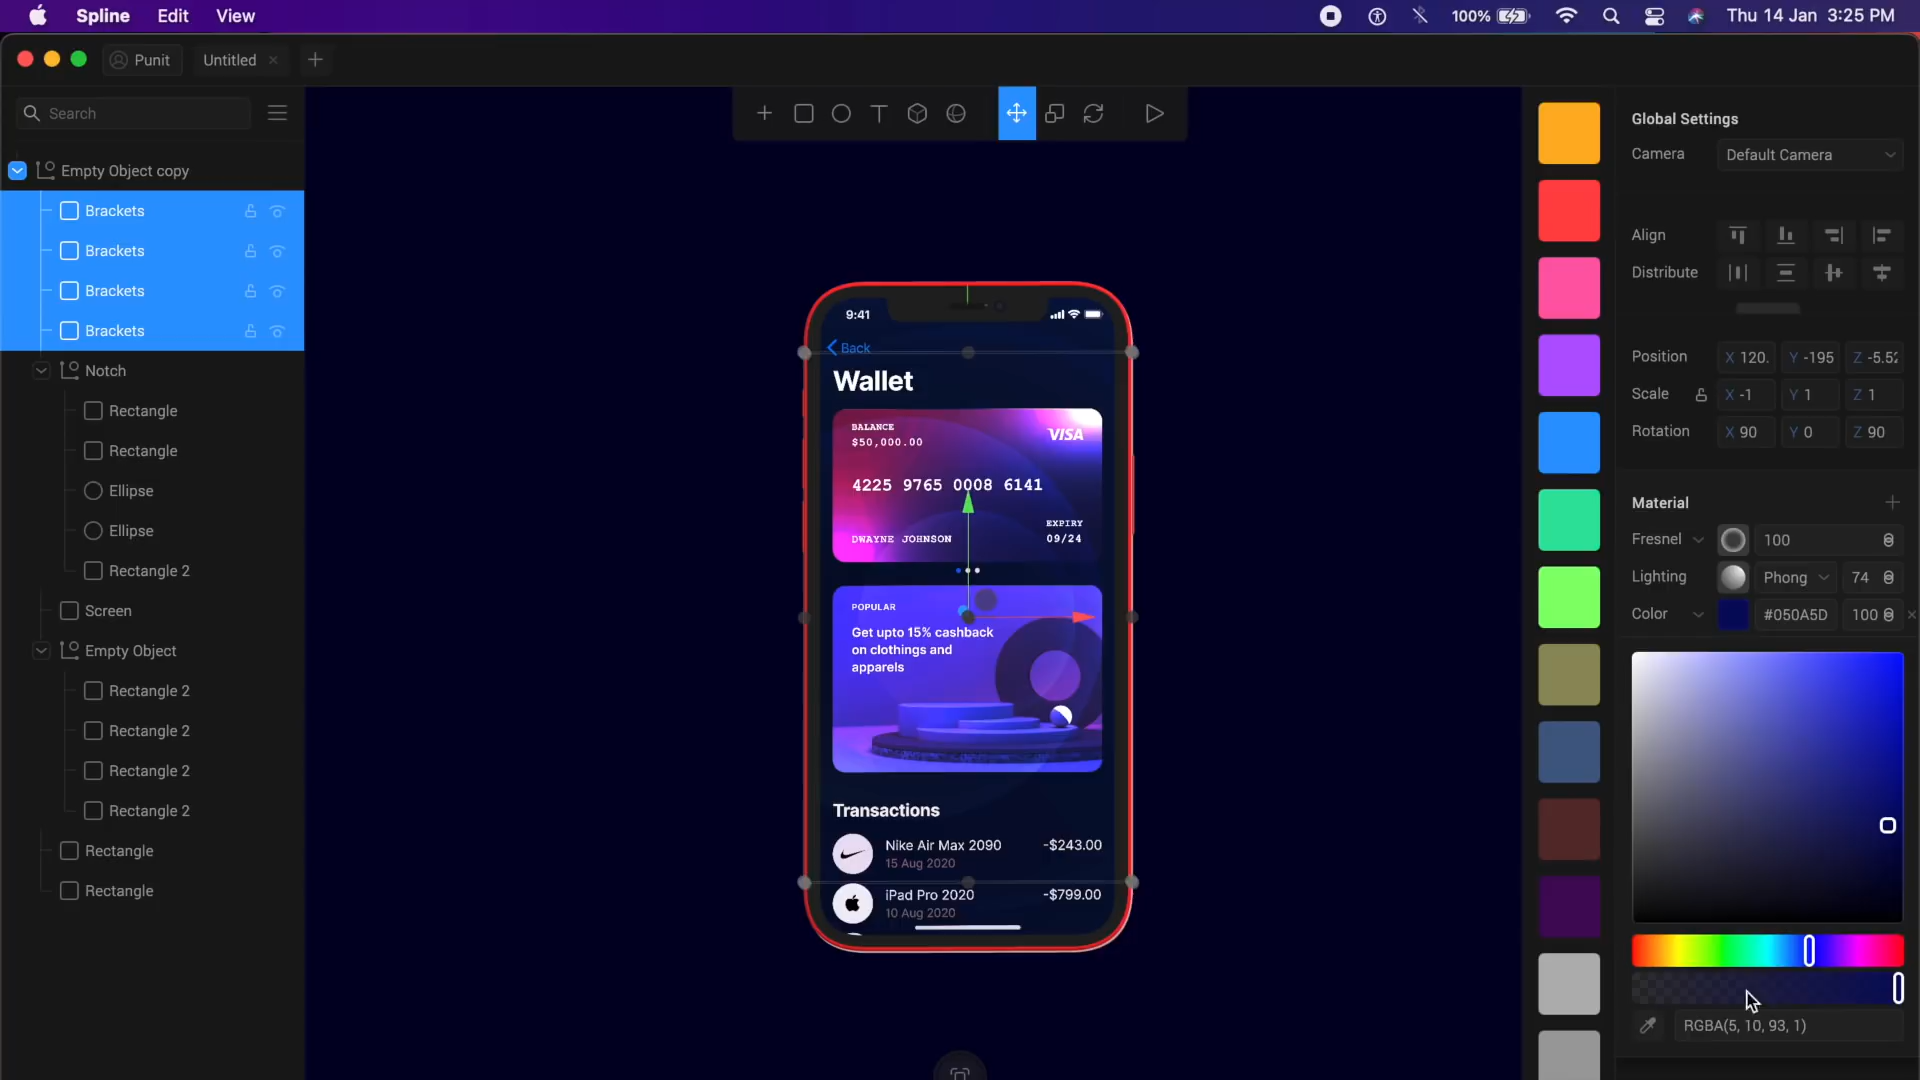 Spline Edit View 100% Thu 14 Jan 3:25 PM
Punit Untitled
Search
Empty Object copy
Brackets
Brackets
Brackets
Brackets
Notch
Rectangle
Rectangle
Ellipse
Ellipse
Rectangle 2
Screen
Empty Object
Rectangle 2
Rectangle 2
Rectangle 2
Rectangle 2
Rectangle
Rectangle
9:41
Back
Wallet
BALANCE
$50,000.00
VISA
4225 9765 0008 6141
EXPIRY
DWAYNE JOHNSON 09/24
POPULAR
Get upto 15% cashback
on clothings and
apparels
Transactions
Nike Air Max 2090 -$243.00
15 Aug 2020
iPad Pro 2020 -$799.00
10 Aug 2020
Global Settings
Camera Default Camera
Align
Distribute
Position X 120. Y -195 Z -5.52
Scale X -1 Y 1 Z 1
Rotation X 90 Y 0 Z 90
Material
Fresnel 100
Lighting Phong 74
Color #050A5D 100
RGBA(5, 10, 93, 1)